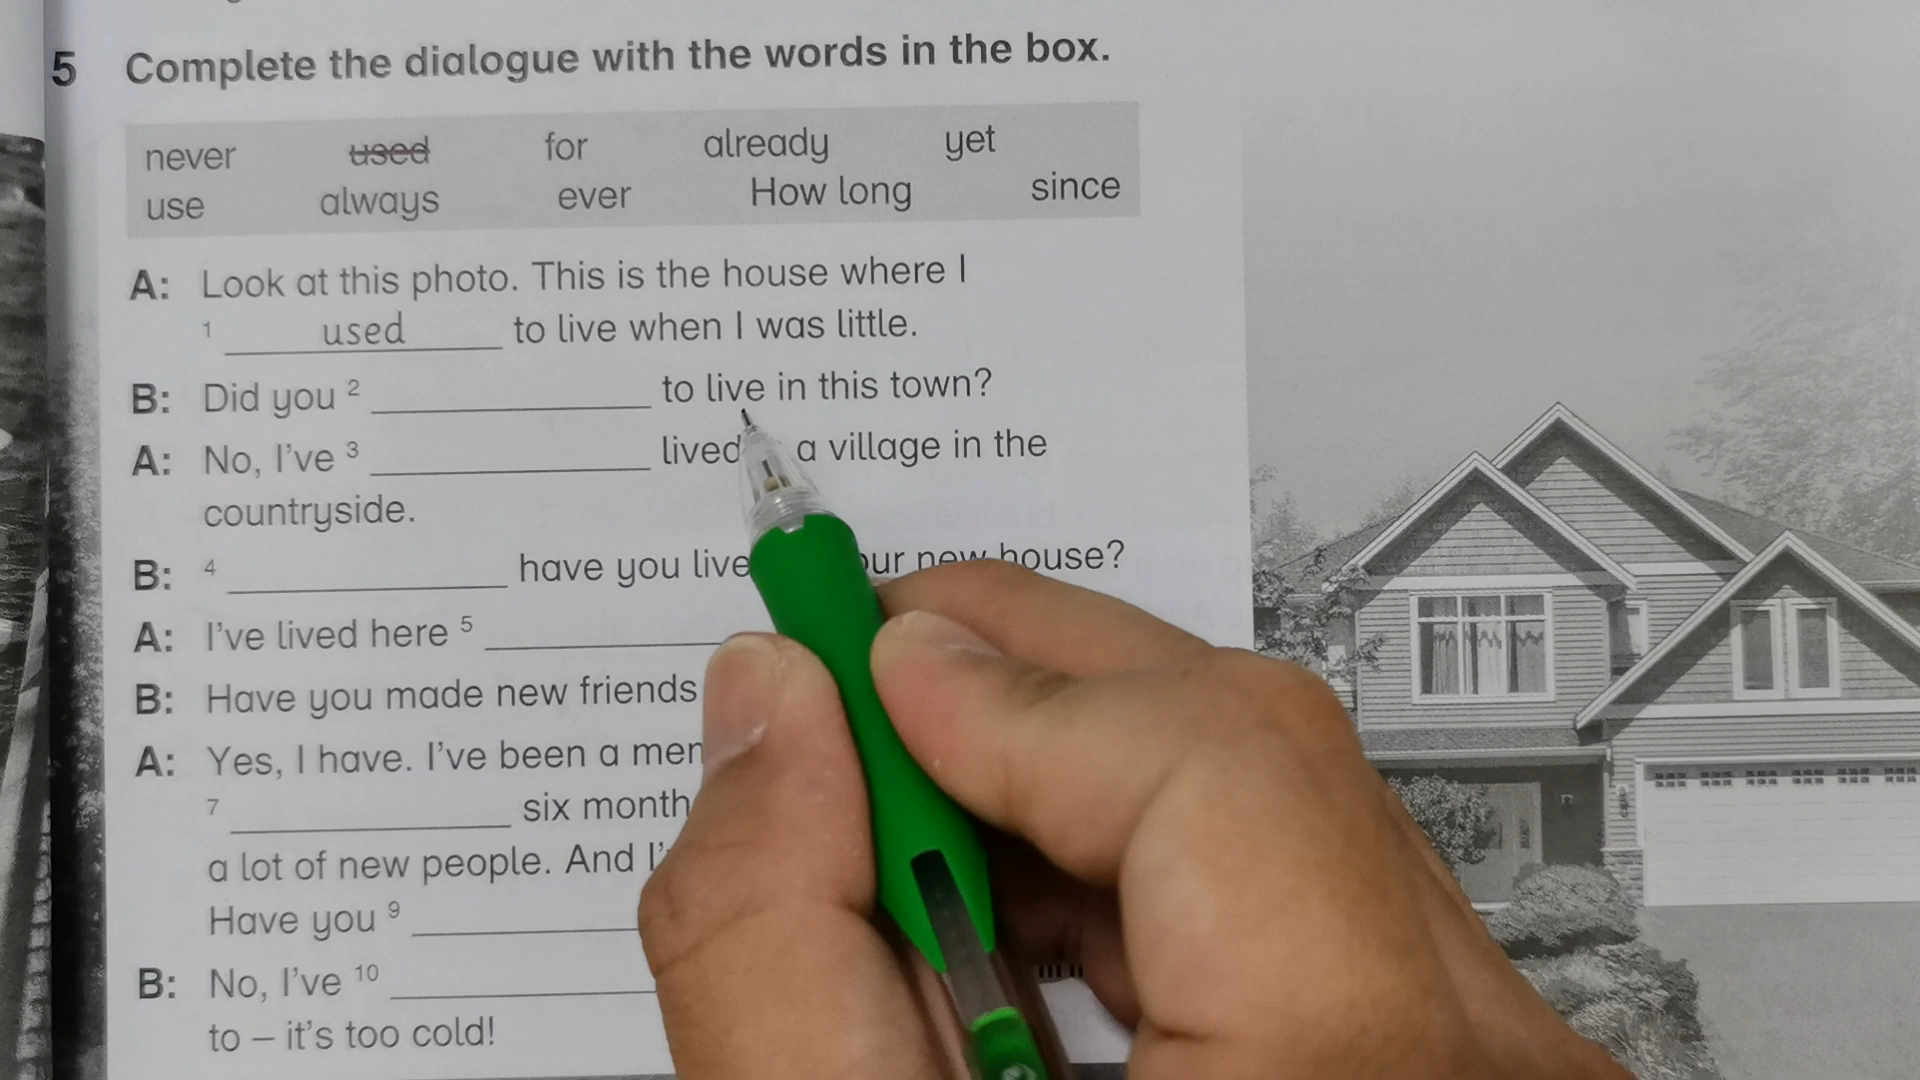 5 Complete the dialogue with the words in the box.
never used for already yet
use always ever How long since
A: Look at this photo. This is the house where I
1 used to live when I was little.
B: Did you 2 to live in this town?
A: No, I've 3 lived a village in the
countryside.
B: 4 have you house?
A: I've lived here 5
B: Have you made new friends
A: Yes, I have. I've been a
7 six
a lot of new people. And
Have you 9
B: No, I've 10
to – it's too cold!